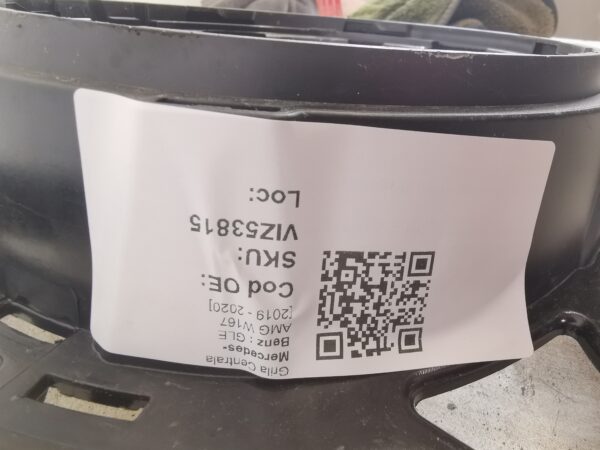 Grila Centrala
Mercedes-
Benz : GLE
AMG W167
[2019 - 2020]
Cod OE:
SKU:
VIZ53815
Loc: